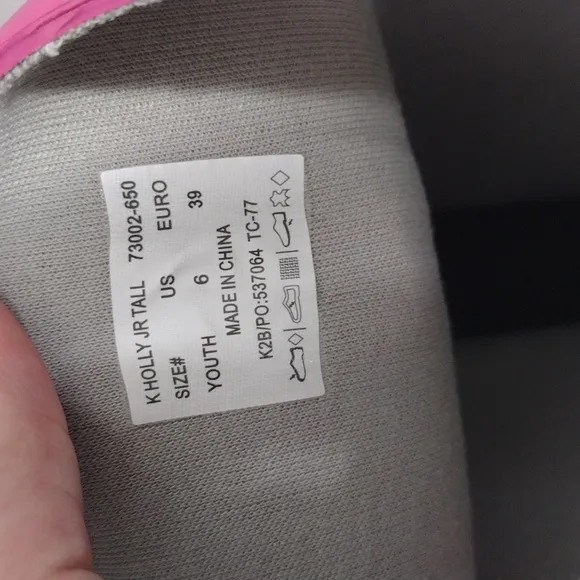 K HOLLY JR TALL 73002-650
SIZE# US EURO
YOUTH 6 39
MADE IN CHINA
K2B/PO:537064 TC-77